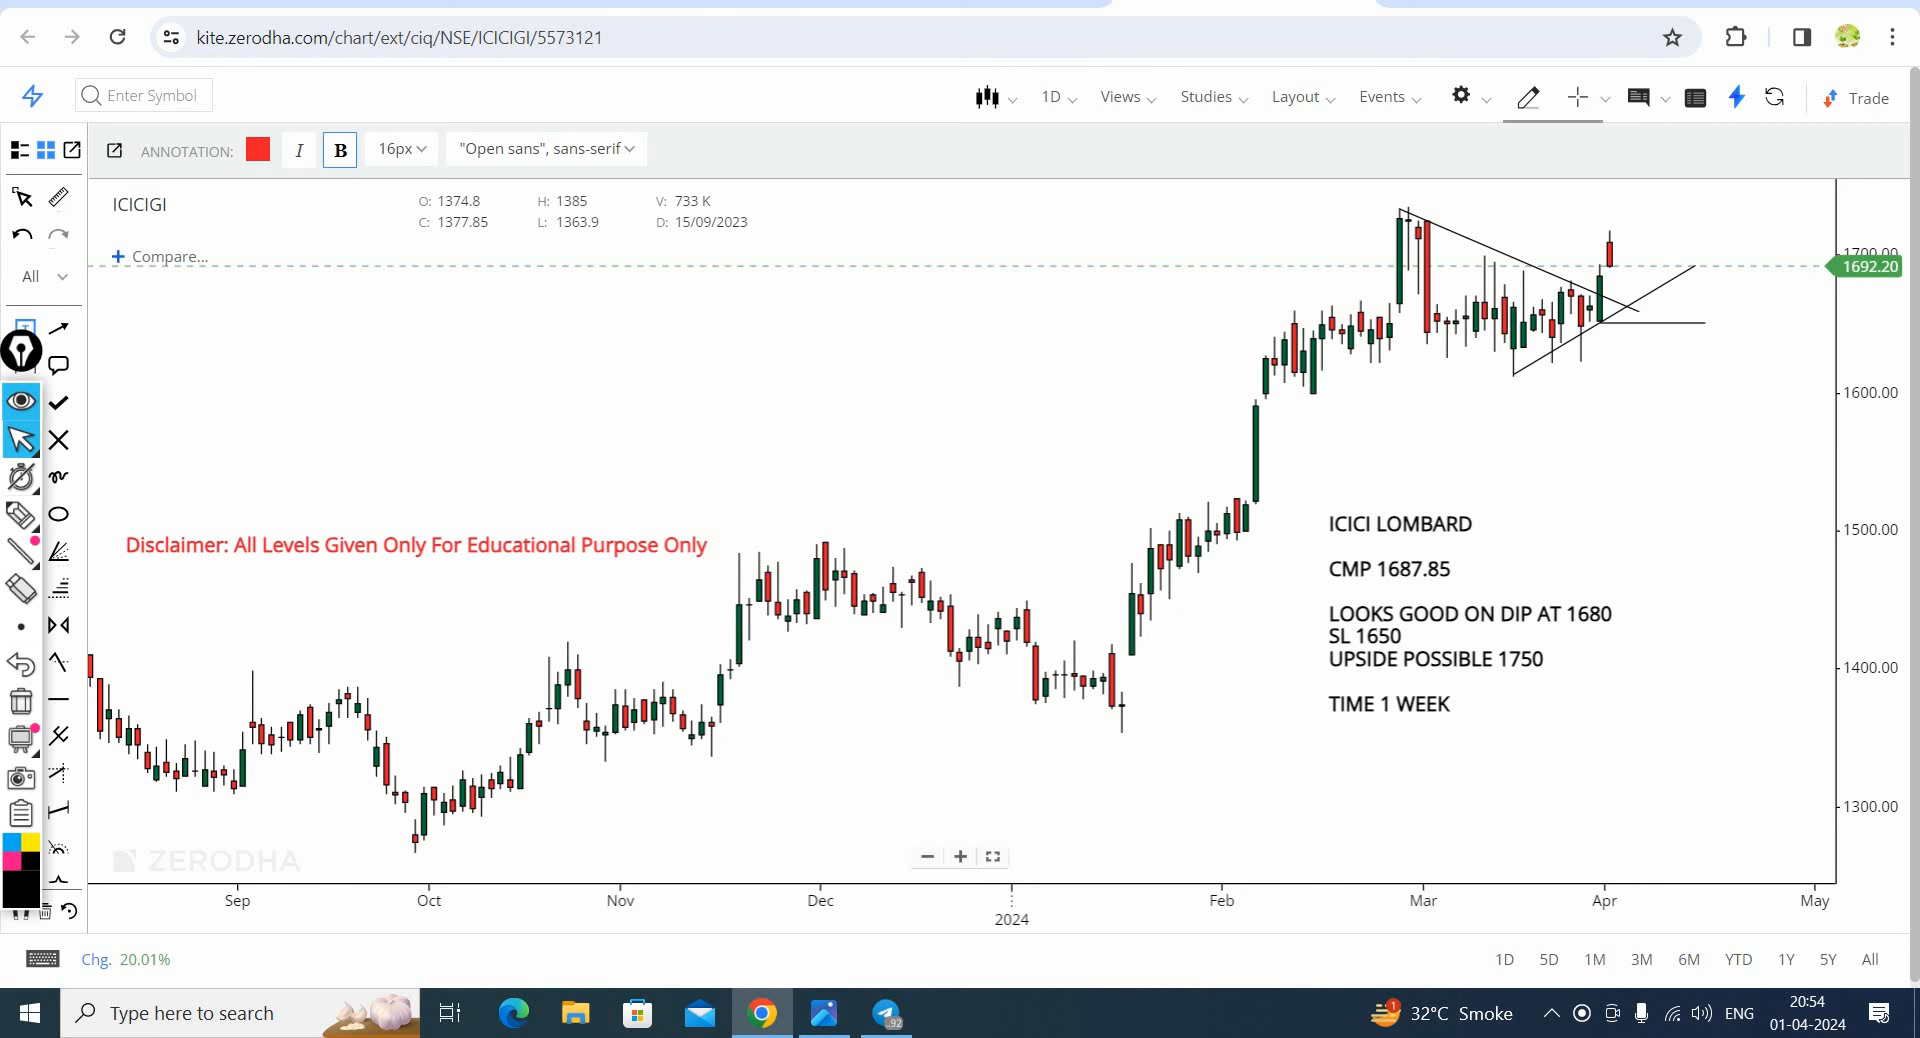 kite.zerodha.com/chart/ext/ciq/NSE/ICICIGI/5573121
Enter Symbol
1D
Views
Studies
Layout
Events
Trade
ANNOTATION:
I
B
16px
"Open sans", sans-serif
ICICIGI
O: 1374.8
H: 1385
V: 733 K
C: 1377.85
L: 1363.9
D: 15/09/2023
+ Compare...
All
1700.00
1692.20
1600.00
1500.00
1400.00
1300.00
Disclaimer: All Levels Given Only For Educational Purpose Only
ICICI LOMBARD
CMP 1687.85
LOOKS GOOD ON DIP AT 1680
SL 1650
UPSIDE POSSIBLE 1750
TIME 1 WEEK
ZERODHA
Sep
Oct
Nov
Dec
2024
Feb
Mar
Apr
May
Chg. 20.01%
1D
5D
1M
3M
6M
YTD
1Y
5Y
All
Type here to search
92
1
32°C Smoke
ENG
20:54
01-04-2024